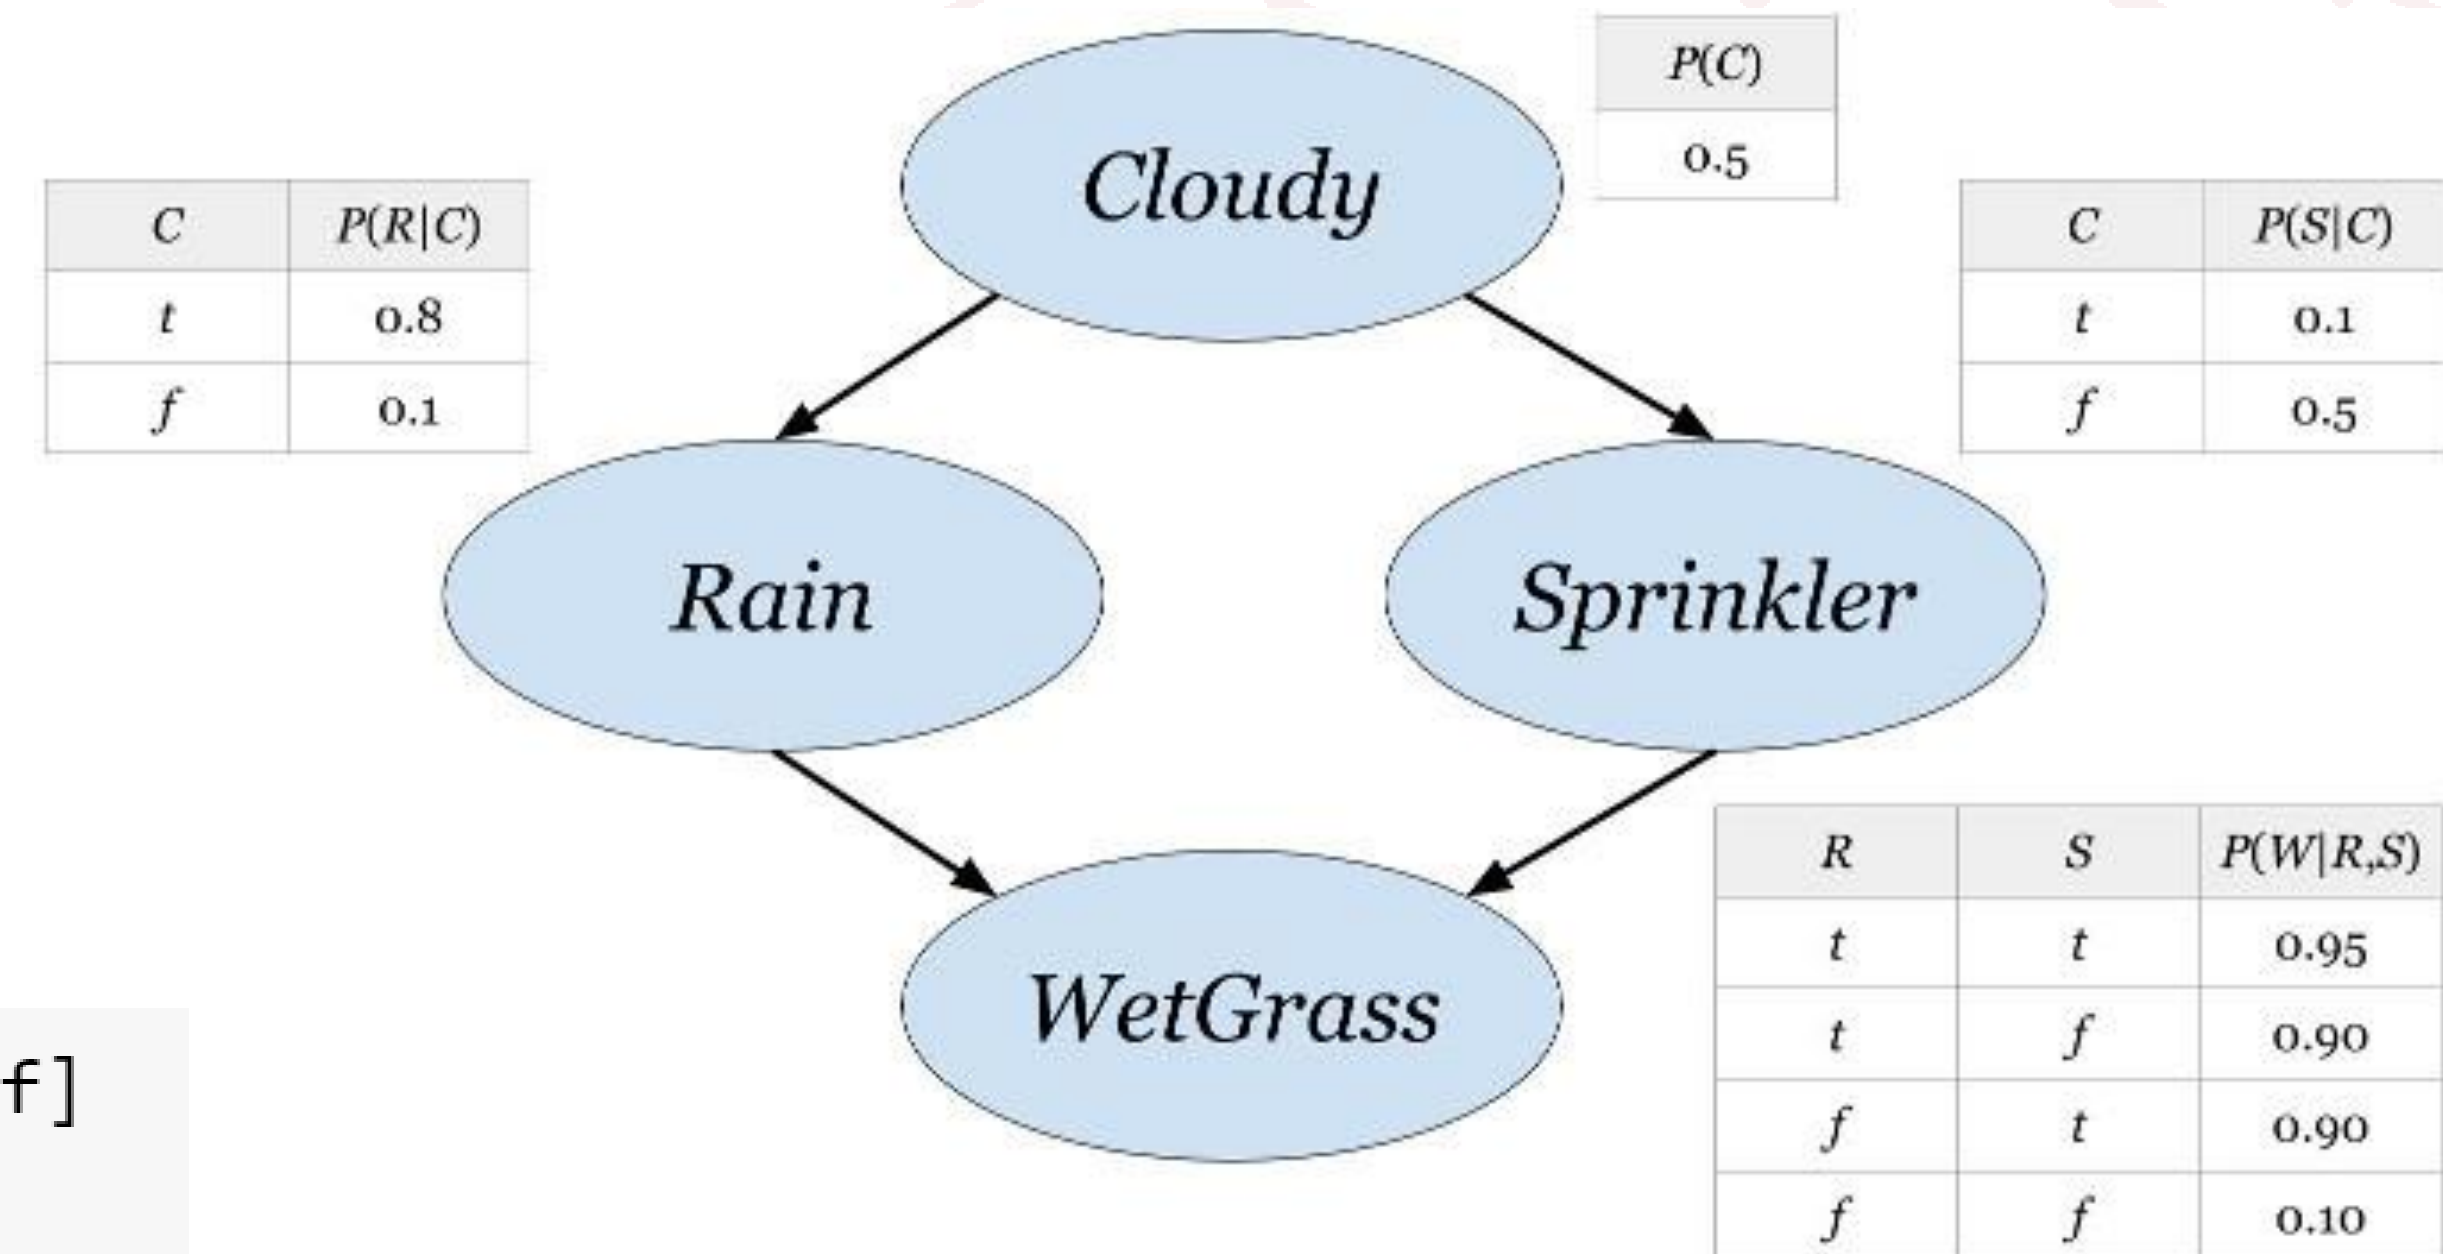 P(C)
0.5
Cloudy
C P(R|C)
t 0.8
f 0.1
C P(S|C)
t 0.1
f 0.5
Rain
Sprinkler
WetGrass
R S P(W|R,S)
t t 0.95
t f 0.90
f t 0.90
f f 0.10
f]